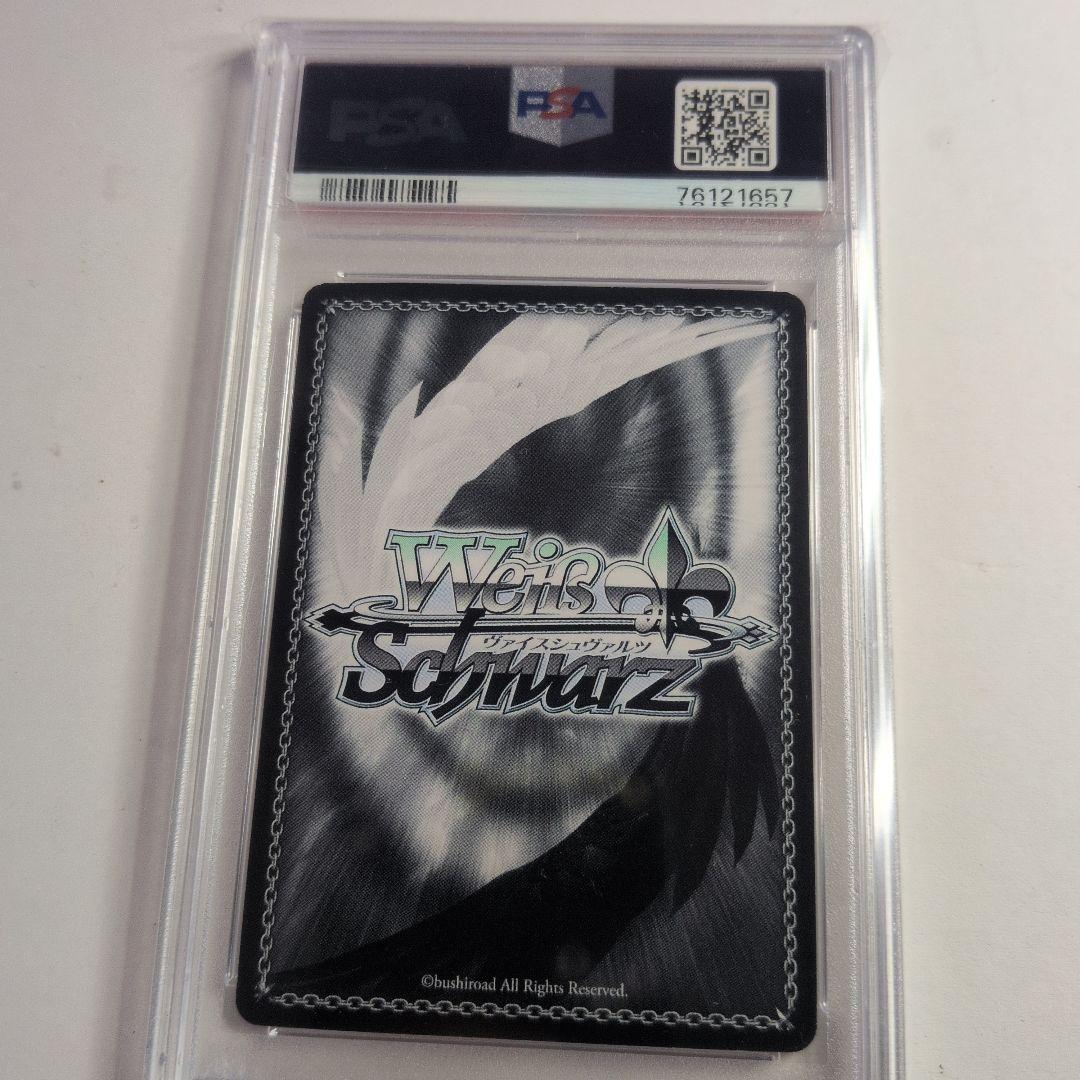 PSA
PSA
76121657
Weiß
ヴァイスシュヴァルツ
Schwarz
©bushiroad All Rights Reserved.